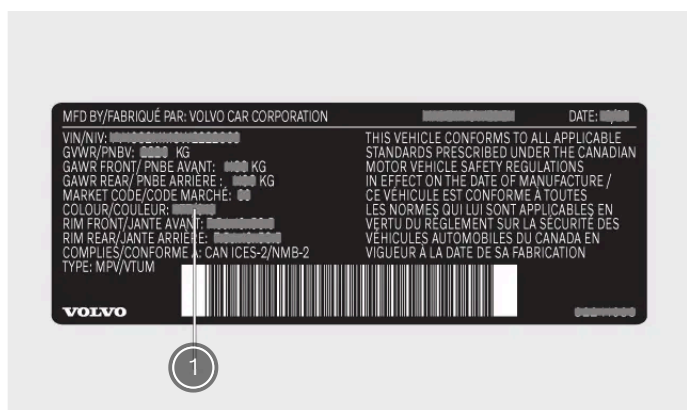 MFD BY/FABRIQUÉ PAR: VOLVO CAR CORPORATION
DATE:
VIN/NIV:
GVWR/PNBV: KG
GAWR FRONT/ PNBE AVANT: KG
GAWR REAR/ PNBE ARRIÈRE : KG
MARKET CODE/CODE MARCHÉ:
COLOUR/COULEUR:
RIM FRONT/JANTE AVANT:
RIM REAR/JANTE ARRIÈRE:
COMPLIES/CONFORME À: CAN ICES-2/NMB-2
TYPE: MPV/VTUM
THIS VEHICLE CONFORMS TO ALL APPLICABLE
STANDARDS PRESCRIBED UNDER THE CANADIAN
MOTOR VEHICLE SAFETY REGULATIONS
IN EFFECT ON THE DATE OF MANUFACTURE /
CE VÉHICULE EST CONFORME À TOUTES
LES NORMES QUI LUI SONT APPLICABLES EN
VERTU DU RÈGLEMENT SUR LA SÉCURITÉ DES
VÉHICULES AUTOMOBILES DU CANADA EN
VIGUEUR À LA DATE DE SA FABRICATION
VOLVO
1